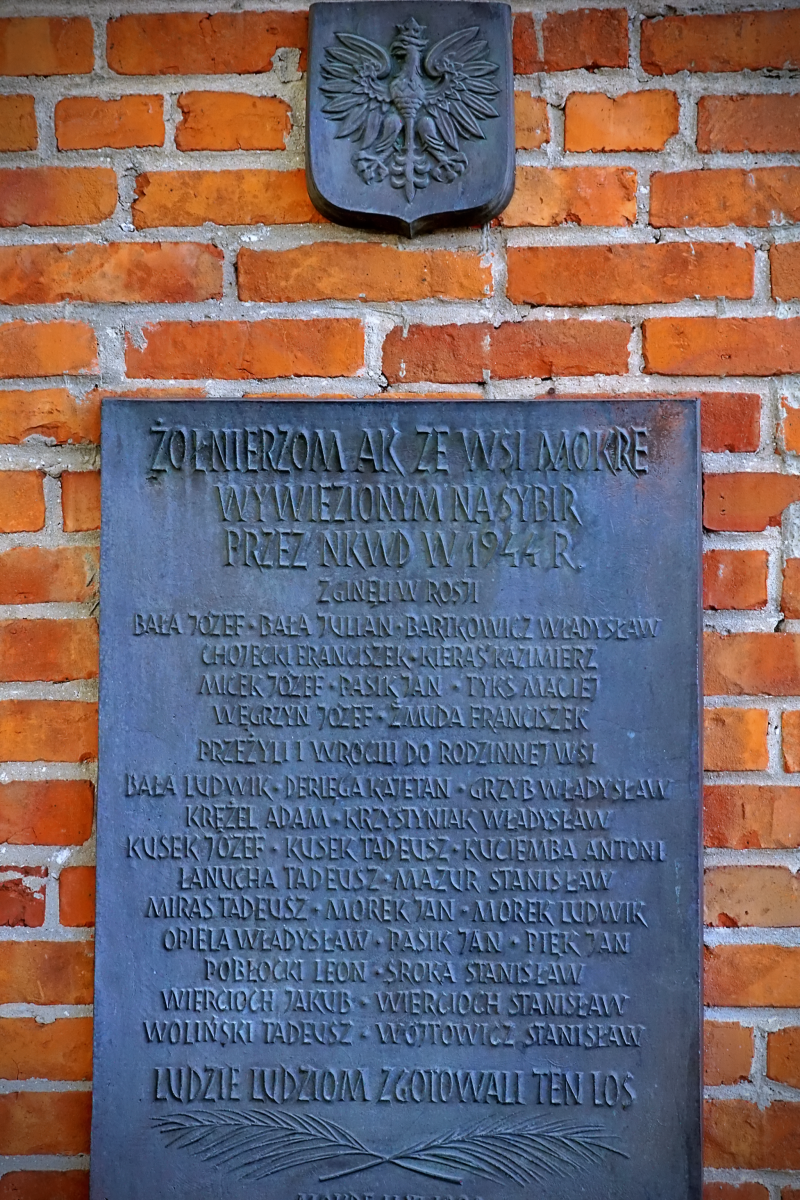 ŻOŁNIERZOM AK ZE WSI MOKRE
WYWIEZIONYM NA SYBIR
PRZEZ NKWD W 1944 R.
ZGINĘLI W ROSJI
BAŁA JÓZEF · BAŁA JULIAN · BARTKOWICZ WŁADYSŁAW
CHOJECKI FRANCISZEK · KIERAŚ KAZIMIERZ
MICEK JÓZEF · PASIK JAN · TYKS MACIEJ
WĘGRZYN JÓZEF · ŻMUDA FRANCISZEK
PRZEŻYLI I WRÓCILI DO RODZINNEJ WSI
BAŁA LUDWIK · DERIĘGA KAJETAN · GRZYB WŁADYSŁAW
KRĘŻEL ADAM · KRZYSTYNIAK WŁADYSŁAW
KUSEK JÓZEF · KUSEK TADEUSZ · KUCIEMBA ANTONI
ŁANUCHA TADEUSZ · MAZUR STANISŁAW
MIRAS TADEUSZ · MOREK JAN · MOREK LUDWIK
OPIELA WŁADYSŁAW · PASIK JAN · PIĘK JAN
POBŁOCKI LEON · SROKA STANISŁAW
WIERCIOCH JAKUB · WIERCIOCH STANISŁAW
WOLIŃSKI TADEUSZ · WÓJTOWICZ STANISŁAW
LUDZIE LUDZIOM ZGOTOWALI TEN LOS